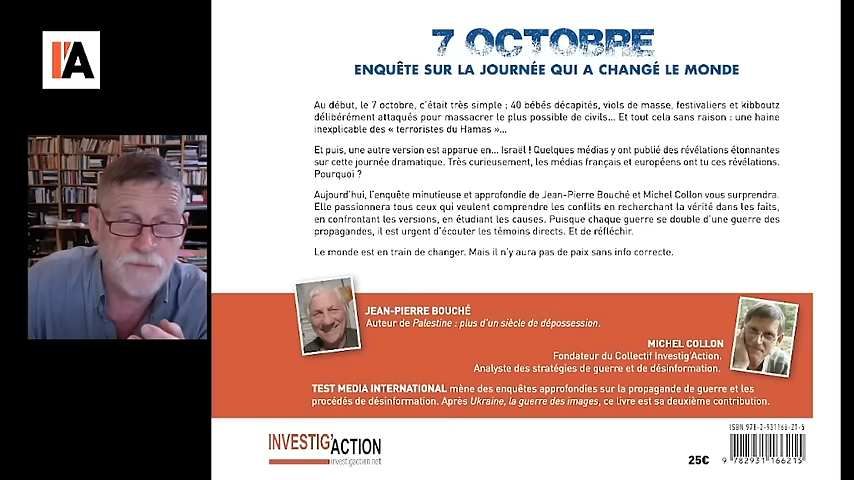 I'A
7 OCTOBRE
ENQUÊTE SUR LA JOURNÉE QUI A CHANGÉ LE MONDE
Au début, le 7 octobre, c'était très simple : 40 bébés décapités, viols de masse, festivaliers et kibboutz
délibérément attaqués pour massacrer le plus possible de civils... Et tout cela sans raison : une haine
inexplicable des « terroristes du Hamas »...
Et puis, une autre version est apparue en... Israël ! Quelques médias y ont publié des révélations étonnantes
sur cette journée dramatique. Très curieusement, les médias français et européens ont tu ces révélations.
Pourquoi ?
Aujourd'hui, l'enquête minutieuse et approfondie de Jean-Pierre Bouché et Michel Collon vous surprendra.
Elle passionnera tous ceux qui veulent comprendre les conflits en recherchant la vérité dans les faits,
en confrontant les versions, en étudiant les causes. Puisque chaque guerre se double d'une guerre des
propagandes, il est urgent d'écouter les témoins directs. Et de réfléchir.
Le monde est en train de changer. Mais il n'y aura pas de paix sans info correcte.
JEAN-PIERRE BOUCHÉ
Auteur de Palestine : plus d'un siècle de dépossession.
MICHEL COLLON
Fondateur du Collectif Investig'Action.
Analyste des stratégies de guerre et de désinformation.
TEST MEDIA INTERNATIONAL mène des enquêtes approfondies sur la propagande de guerre et les
procédés de désinformation. Après Ukraine, la guerre des images, ce livre est sa deuxième contribution.
INVESTIG'ACTION
investigaction.net
ISBN 978-2-931166-21-5
25€
9 782931 166215